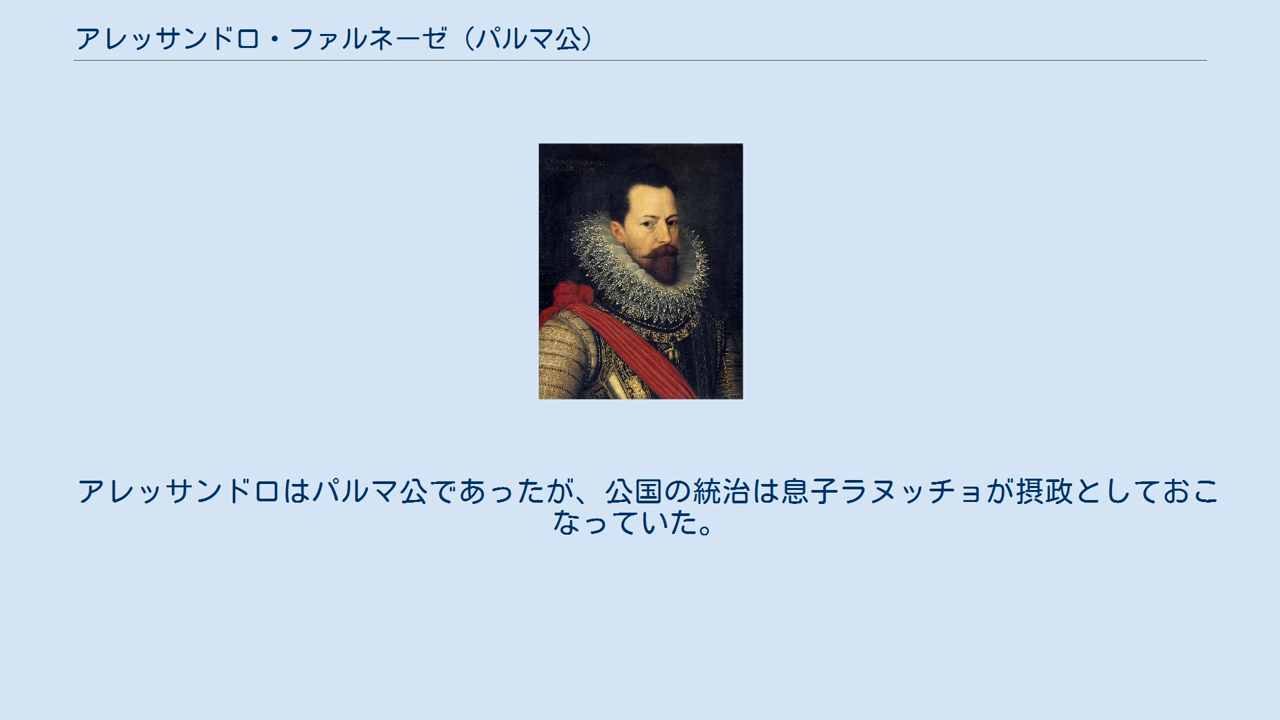 アレッサンドロ・ファルネーゼ（パルマ公）
アレッサンドロはパルマ公であったが、公国の統治は息子ラヌッチョが摂政としておこ
なっていた。